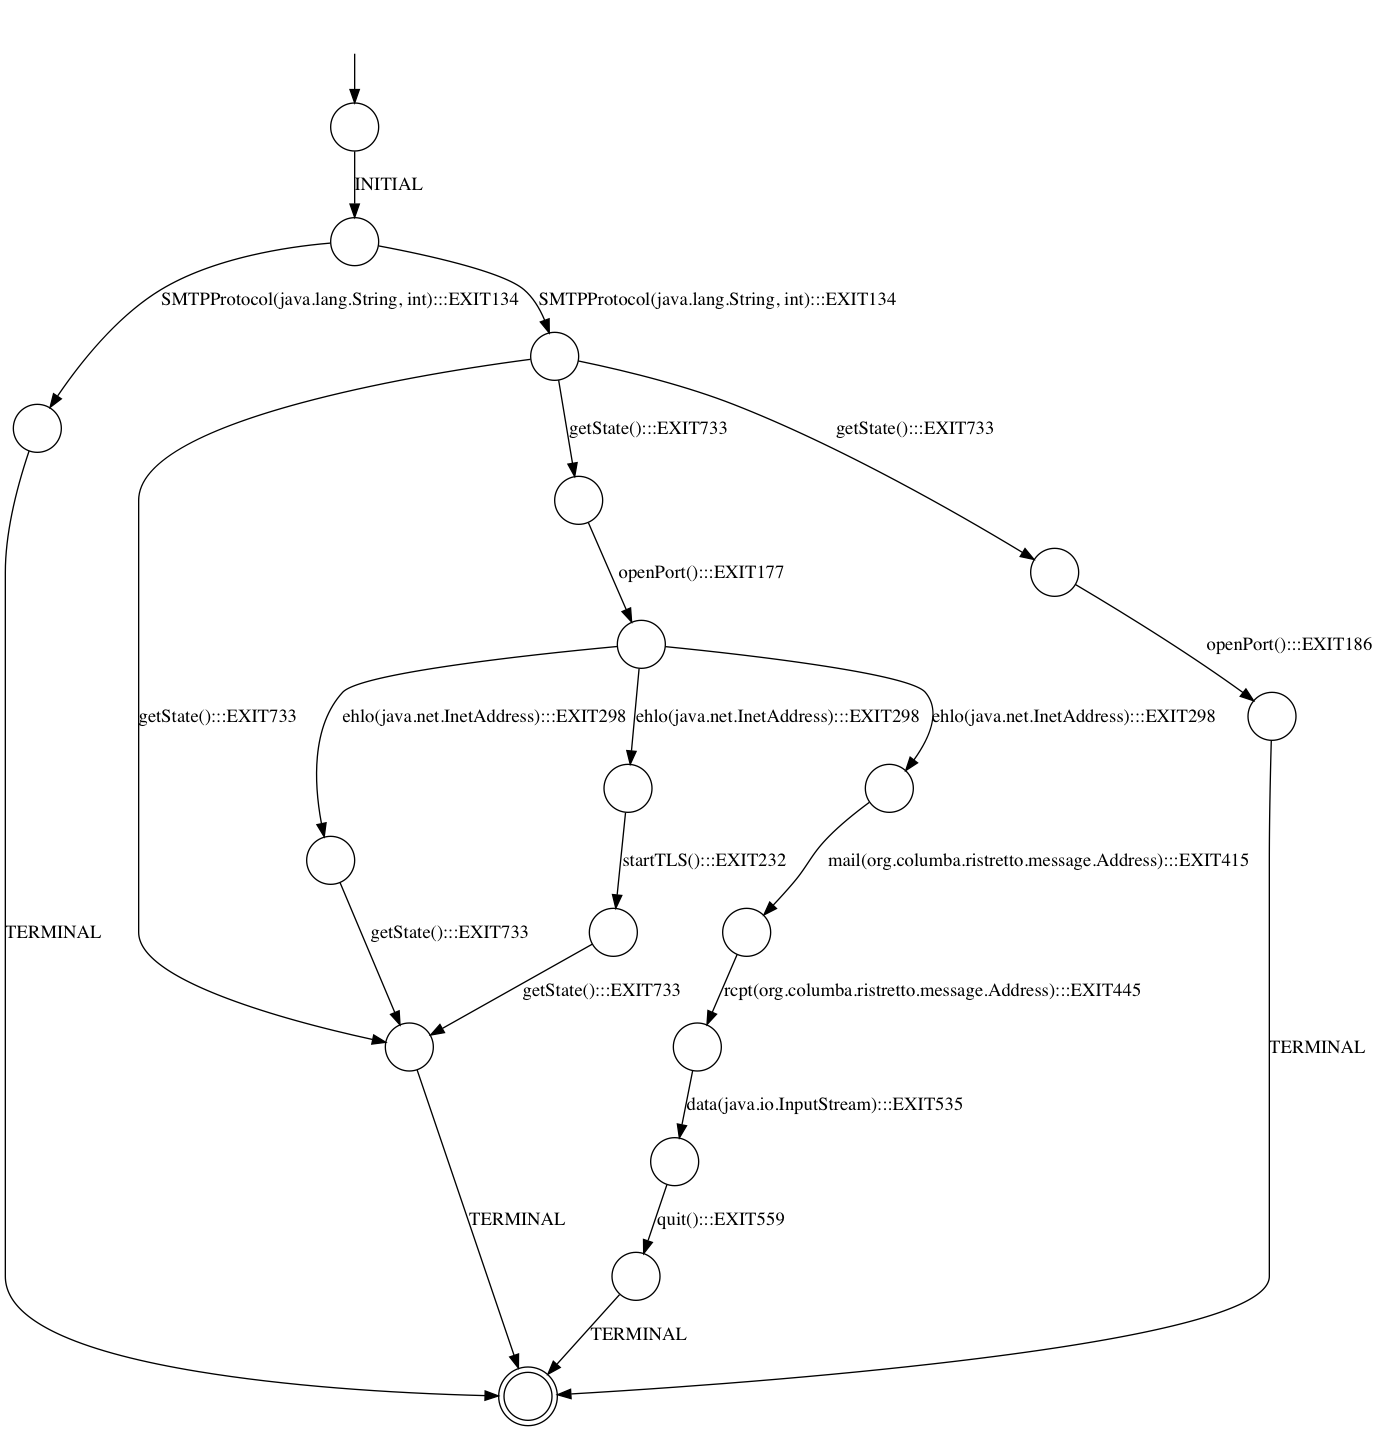 INITIAL
SMTPProtocol(java.lang.String, int):::EXIT134
SMTPProtocol(java.lang.String, int):::EXIT134
getState():::EXIT733
getState():::EXIT733
openPort():::EXIT177
openPort():::EXIT186
getState():::EXIT733
ehlo(java.net.InetAddress):::EXIT298
ehlo(java.net.InetAddress):::EXIT298
ehlo(java.net.InetAddress):::EXIT298
startTLS():::EXIT232
mail(org.columba.ristretto.message.Address):::EXIT415
TERMINAL
getState():::EXIT733
getState():::EXIT733
rcpt(org.columba.ristretto.message.Address):::EXIT445
TERMINAL
data(java.io.InputStream):::EXIT535
TERMINAL
quit():::EXIT559
TERMINAL